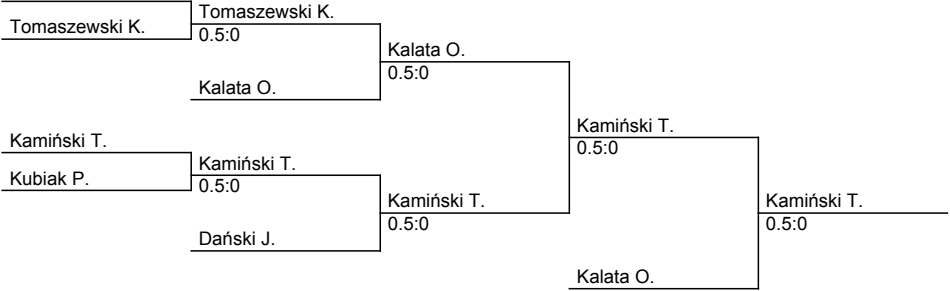 Tomaszewski K.
Tomaszewski K.
0.5:0
Kalata O.
Kalata O.
0.5:0
Kamiński T.
Kubiak P.
Kamiński T.
0.5:0
Dański J.
Kamiński T.
0.5:0
Kamiński T.
0.5:0
Kalata O.
Kamiński T.
0.5:0